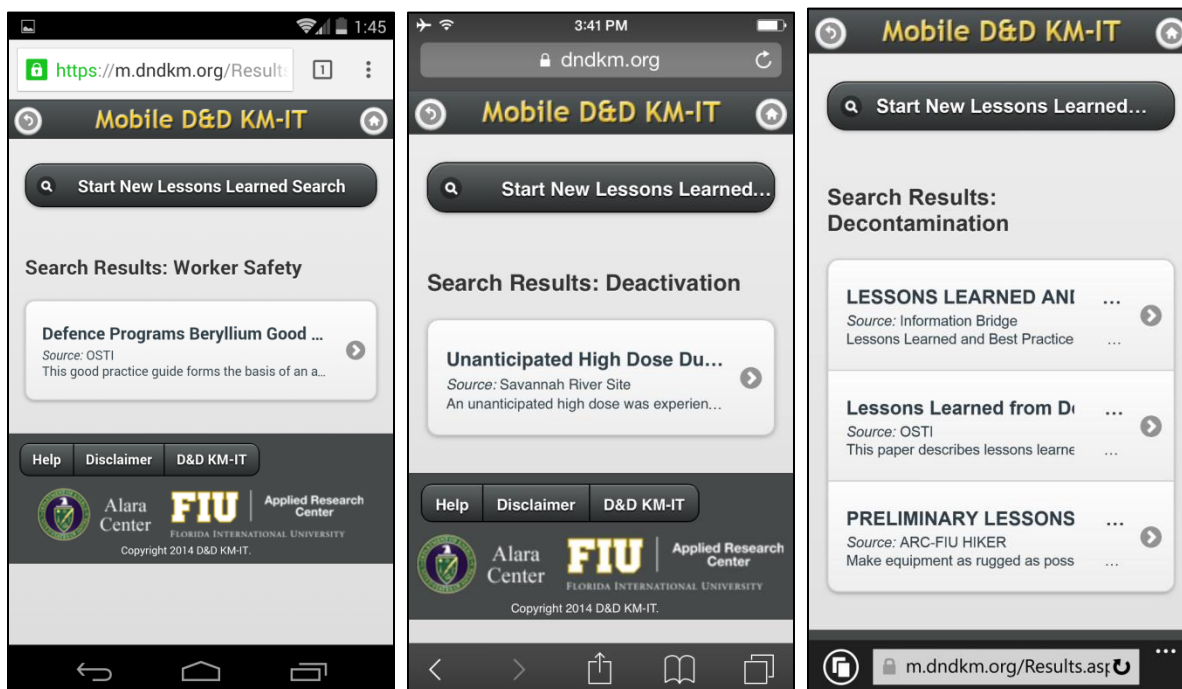 1:45
https://m.dndkm.org/Results
1
Mobile D&D KM-IT
Start New Lessons Learned Search
Search Results: Worker Safety
Defence Programs Beryllium Good ...
Source: OSTI
This good practice guide forms the basis of an a...
Help Disclaimer D&D KM-IT
Alara Center FIU Applied Research Center
FLORIDA INTERNATIONAL UNIVERSITY
Copyright 2014 D&D KM-IT.
3:41 PM
dndkm.org
Mobile D&D KM-IT
Start New Lessons Learned...
Search Results: Deactivation
Unanticipated High Dose Du...
Source: Savannah River Site
An unanticipated high dose was experien...
Help Disclaimer D&D KM-IT
Alara Center FIU Applied Research Center
FLORIDA INTERNATIONAL UNIVERSITY
Copyright 2014 D&D KM-IT.
Mobile D&D KM-IT
Start New Lessons Learned...
Search Results:
Decontamination
LESSONS LEARNED AND ...
Source: Information Bridge
Lessons Learned and Best Practice ...
Lessons Learned from De ...
Source: OSTI
This paper describes lessons learne ...
PRELIMINARY LESSONS ...
Source: ARC-FIU HIKER
Make equipment as rugged as poss ...
m.dndkm.org/Results.asp
...